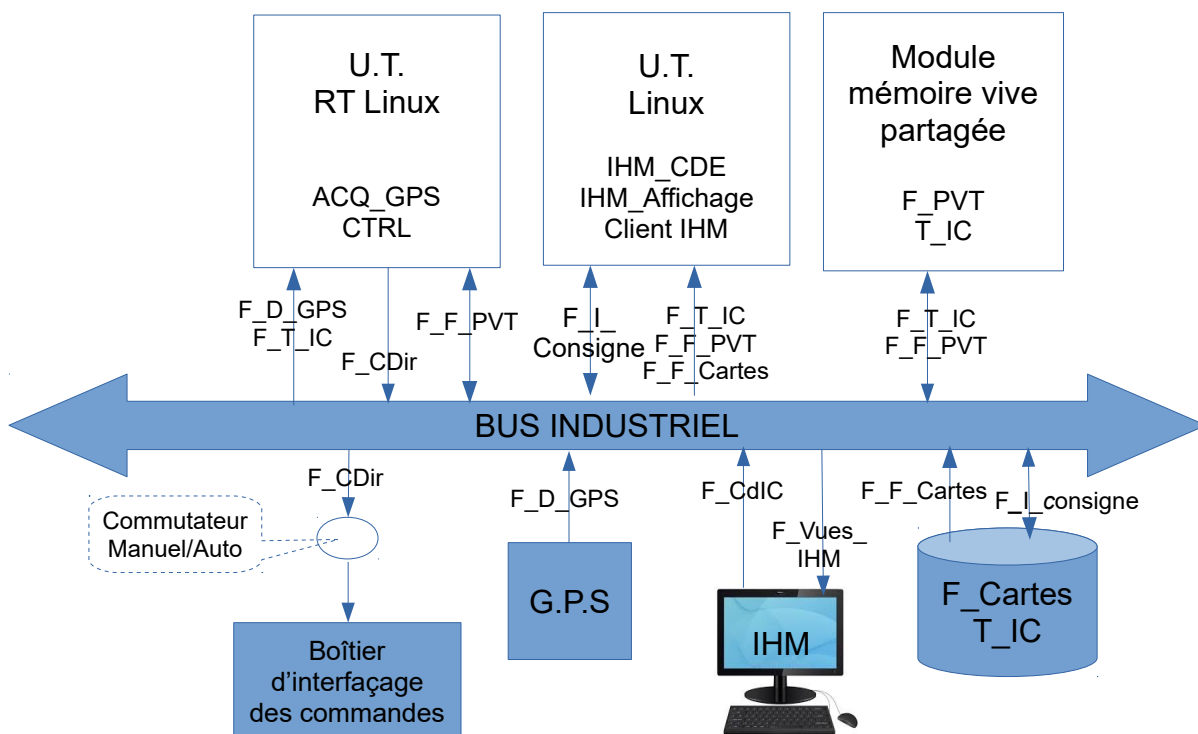 U.T.
RT Linux
ACQ_GPS
CTRL
U.T.
Linux
IHM_CDE
IHM_Affichage
Client IHM
Module
mémoire vive
partagée
F_PVT
T_IC
F_D_GPS
F_T_IC
F_CDir
F_F_PVT
F_I_
Consigne
F_T_IC
F_F_PVT
F_F_Cartes
F_T_IC
F_F_PVT
BUS INDUSTRIEL
F_CDir
Commutateur
Manuel/Auto
Boîtier
d’interfaçage
des commandes
F_D_GPS
G.P.S
F_CdIC
F_Vues_
IHM
IHM
F_F_Cartes
F_I_consigne
F_Cartes
T_IC